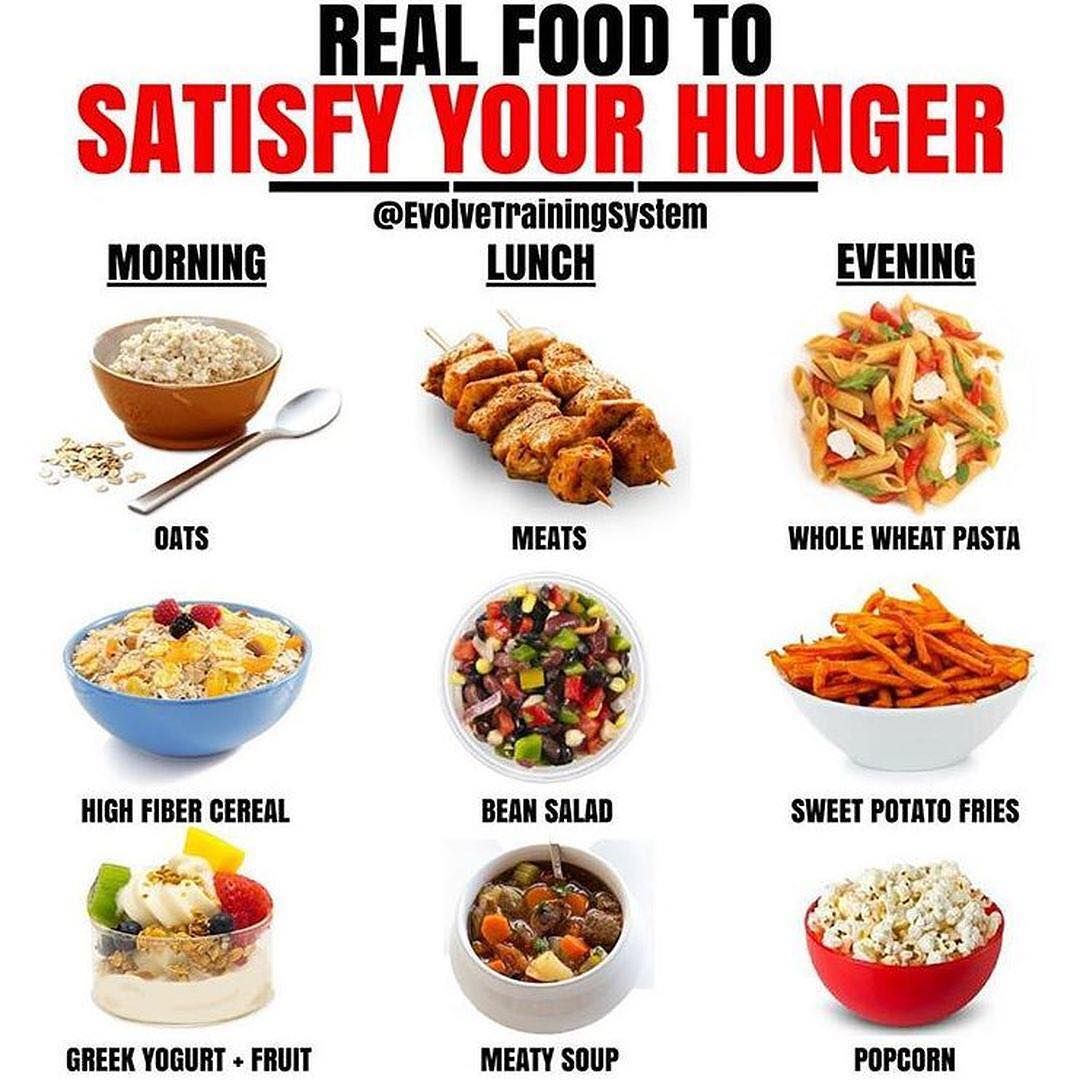 REAL FOOD TO
SATISFY YOUR HUNGER
@EvolveTrainingSystem
MORNING
LUNCH
EVENING
OATS
MEATS
WHOLE WHEAT PASTA
HIGH FIBER CEREAL
BEAN SALAD
SWEET POTATO FRIES
GREEK YOGURT + FRUIT
MEATY SOUP
POPCORN